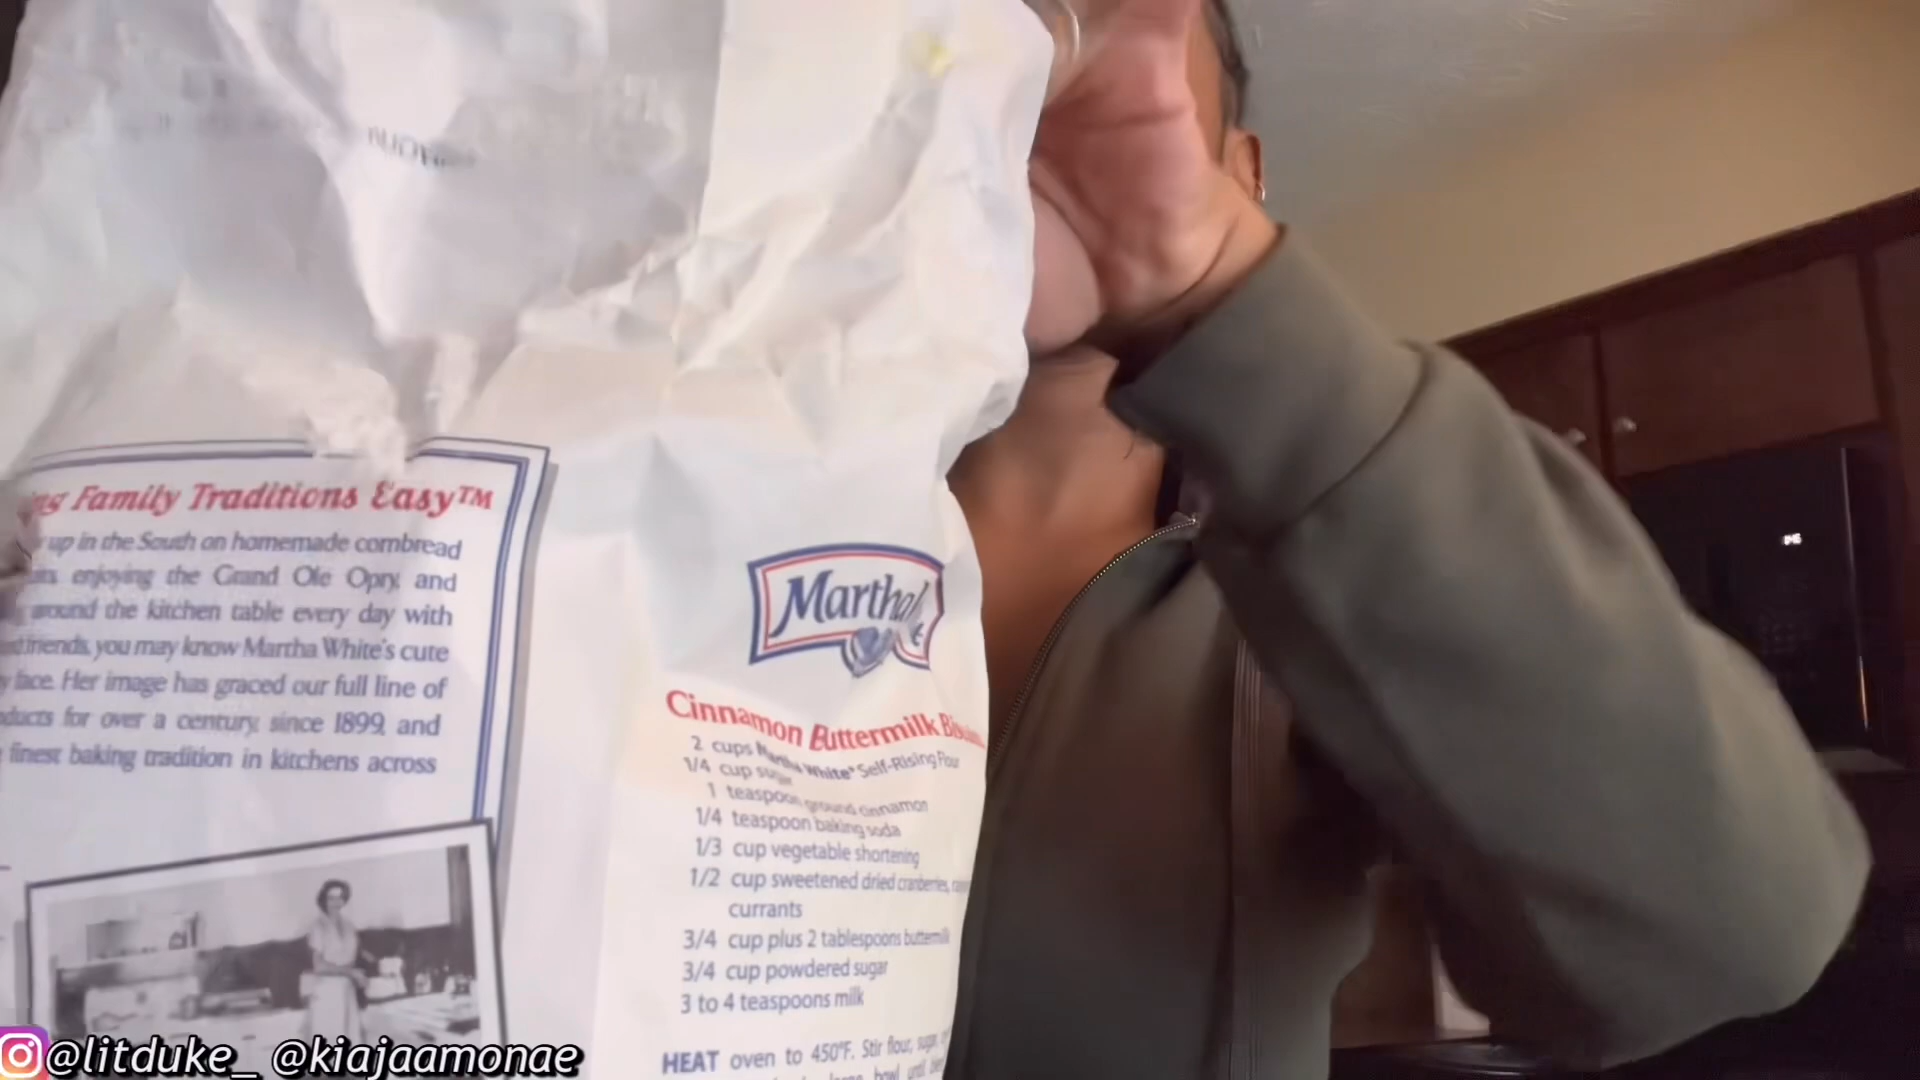 Family Traditions Easy™
up in the South on homemade cornbread
enjoying the Grand Ole Opry, and
around the kitchen table every day with
friends, you may know Martha White's cute
face. Her image has graced our full line of
for over a century, since 1899, and
finest baking tradition in kitchens across
Martha
Cinnamon Buttermilk
2 cups Martha White® Self-Rising Flour
1/4 cup sugar
1 teaspoon ground cinnamon
1/4 teaspoon baking soda
1/3 cup vegetable shortening
1/2 cup sweetened dried cranberries,
currants
3/4 cup plus 2 tablespoons buttermilk
3/4 cup powdered sugar
3 to 4 teaspoons milk
HEAT oven to 450°F. Stir flour, sugar,
bowl until
@litduke_ @kiajaamonae